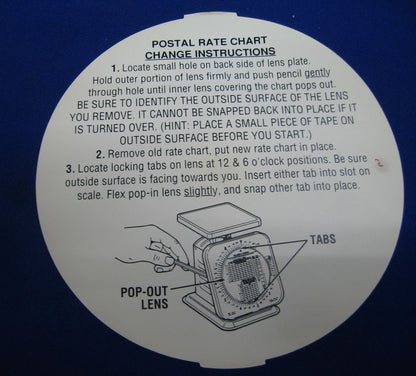 POSTAL RATE CHART
CHANGE INSTRUCTIONS
1. Locate small hole on back side of lens plate.
Hold outer portion of lens firmly and push pencil gently
through hole until inner lens covering the chart pops out.
BE SURE TO IDENTIFY THE OUTSIDE SURFACE OF THE LENS
YOU REMOVE. IT CANNOT BE SNAPPED BACK INTO PLACE IF IT
IS TURNED OVER. (HINT: PLACE A SMALL PIECE OF TAPE ON
OUTSIDE SURFACE BEFORE YOU START.)
2. Remove old rate chart, put new rate chart in place.
3. Locate locking tabs on lens at 12 & 6 o'clock positions. Be sure
outside surface is facing towards you. Insert either tab into slot on
scale. Flex pop-in lens slightly, and snap other tab into place.
TABS
POP-OUT
LENS